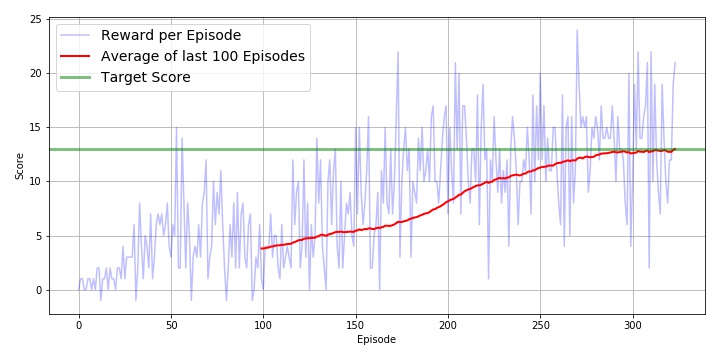 25
20
15
10
5
0
Score
Reward per Episode
Average of last 100 Episodes
Target Score
0 50 100 150 200 250 300
Episode